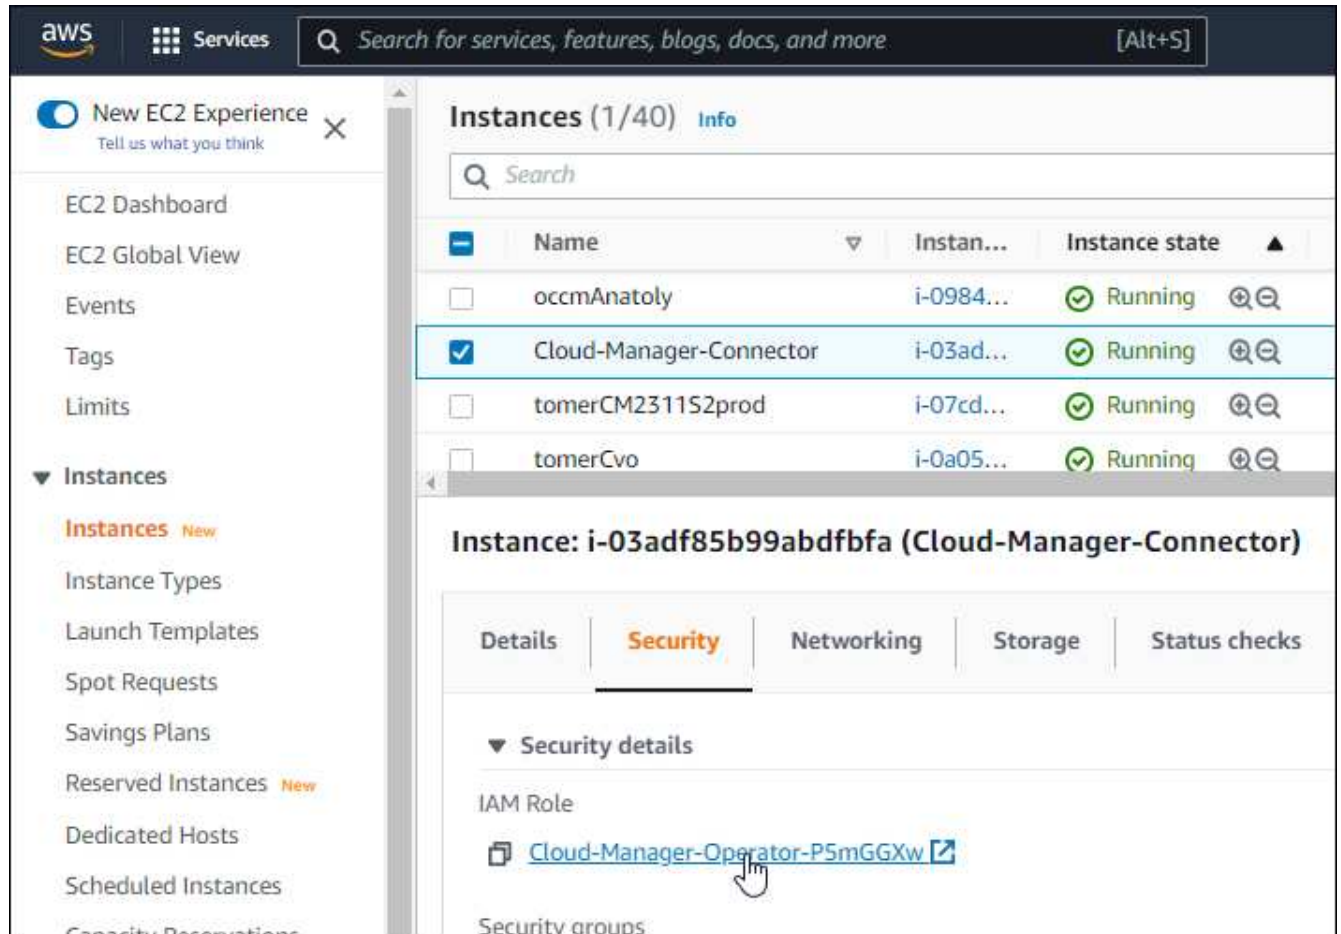 aws
Services
Search for services, features, blogs, docs, and more [Alt+S]
New EC2 Experience
Tell us what you think
EC2 Dashboard
EC2 Global View
Events
Tags
Limits
Instances
Instances New
Instance Types
Launch Templates
Spot Requests
Savings Plans
Reserved Instances New
Dedicated Hosts
Scheduled Instances
Capacity Reservations
Instances (1/40) Info
Search
Name Instan... Instance state
occmAnatoly i-0984... Running
Cloud-Manager-Connector i-03ad... Running
tomerCM2311S2prod i-07cd... Running
tomerCvo i-0a05... Running
Instance: i-03adf85b99abdfbfa (Cloud-Manager-Connector)
Details Security Networking Storage Status checks
Security details
IAM Role
Cloud-Manager-Operator-P5mGGXw
Security groups